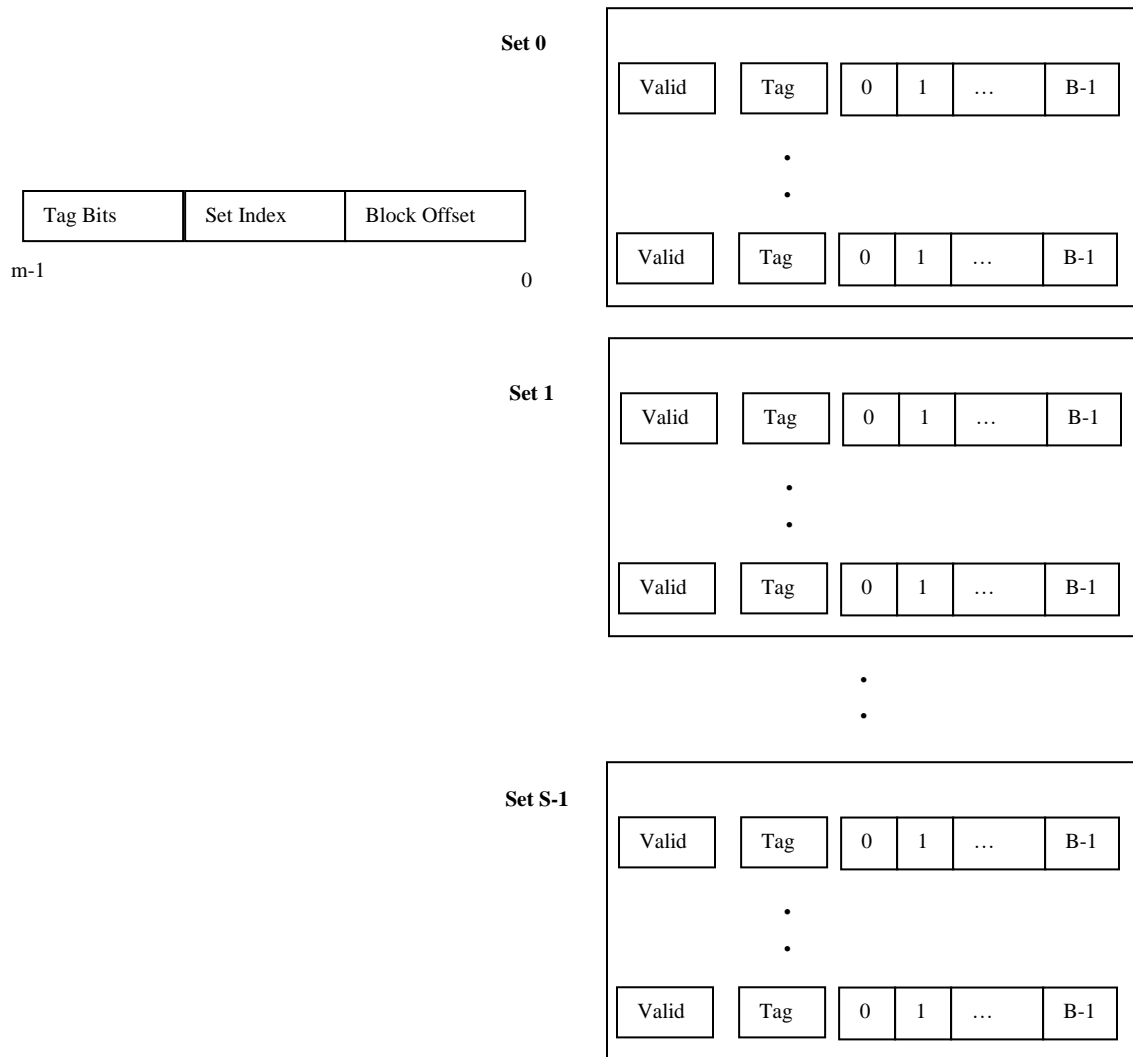 Set 0
Valid Tag 0 1 … B-1
Tag Bits Set Index Block Offset
Valid Tag 0 1 … B-1
m-1 0
Set 1
Valid Tag 0 1 … B-1
Valid Tag 0 1 … B-1
Set S-1
Valid Tag 0 1 … B-1
Valid Tag 0 1 … B-1